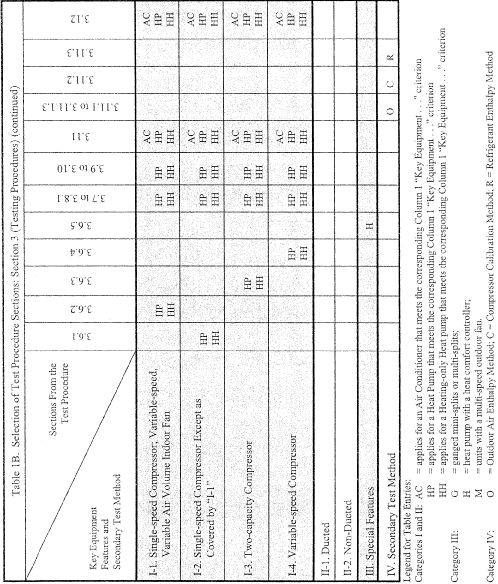 Table 1B. Selection of Test Procedure Sections: Section 3 (Testing Procedures) (continued)
Sections From the
Test Procedure
Key Equipment
Features and
Secondary Test Method
3.6.1
3.6.2
3.6.3
3.6.4
3.6.5
3.7 to 3.8.1
3.9 to 3.10
3.11
3.11.1 to 3.11.1.3
3.11.2
3.11.3
3.12
I-1. Single-speed Compressor; Variable-speed,
Variable Air Volume Indoor Fan
HP HH
HP HH
HP HH
AC HP HH
AC HP HH
I-2. Single-speed Compressor Except as
Covered by "I-1"
HP HH
HP HH
HP HH
AC HP HH
AC HP HH
I-3. Two-capacity Compressor
HP HH
HP HH
HP HH
AC HP HH
AC HP HH
I-4. Variable-speed Compressor
HP HH
HP HH
HP HH
AC HP HH
AC HP HH
II-1. Ducted
II-2. Non-Ducted
III. Special Features
H
IV. Secondary Test Method
O C R
Legend for Table Entries:
Categories I and II: AC = applies for an Air Conditioner that meets the corresponding Column 1 "Key Equipment . . ." criterion
HP = applies for a Heat Pump that meets the corresponding Column 1 "Key Equipment . . ." criterion
HH = applies for a Heating-only Heat pump that meets the corresponding Column 1 "Key Equipment . . ." criterion
Category III: G = ganged mini-splits or multi-splits;
H = heat pump with a heat comfort controller;
M = units with a multi-speed outdoor fan.
Category IV: O = Outdoor Air Enthalpy Method; C = Compressor Calibration Method; R = Refrigerant Enthalpy Method